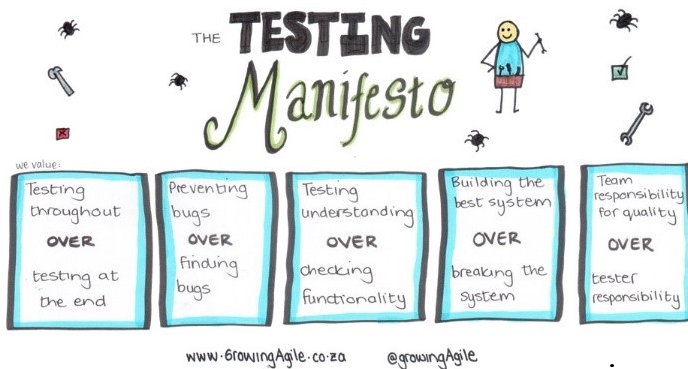 THE TESTING
Manifesto
we value:
Testing
throughout
OVER
testing at
the end
Preventing
bugs
OVER
finding
bugs
Testing
understanding
OVER
checking
functionality
Building the
best system
OVER
breaking the
system
Team
responsibility
for quality
OVER
tester
responsibility
www.GrowingAgile.co.za @growingAgile